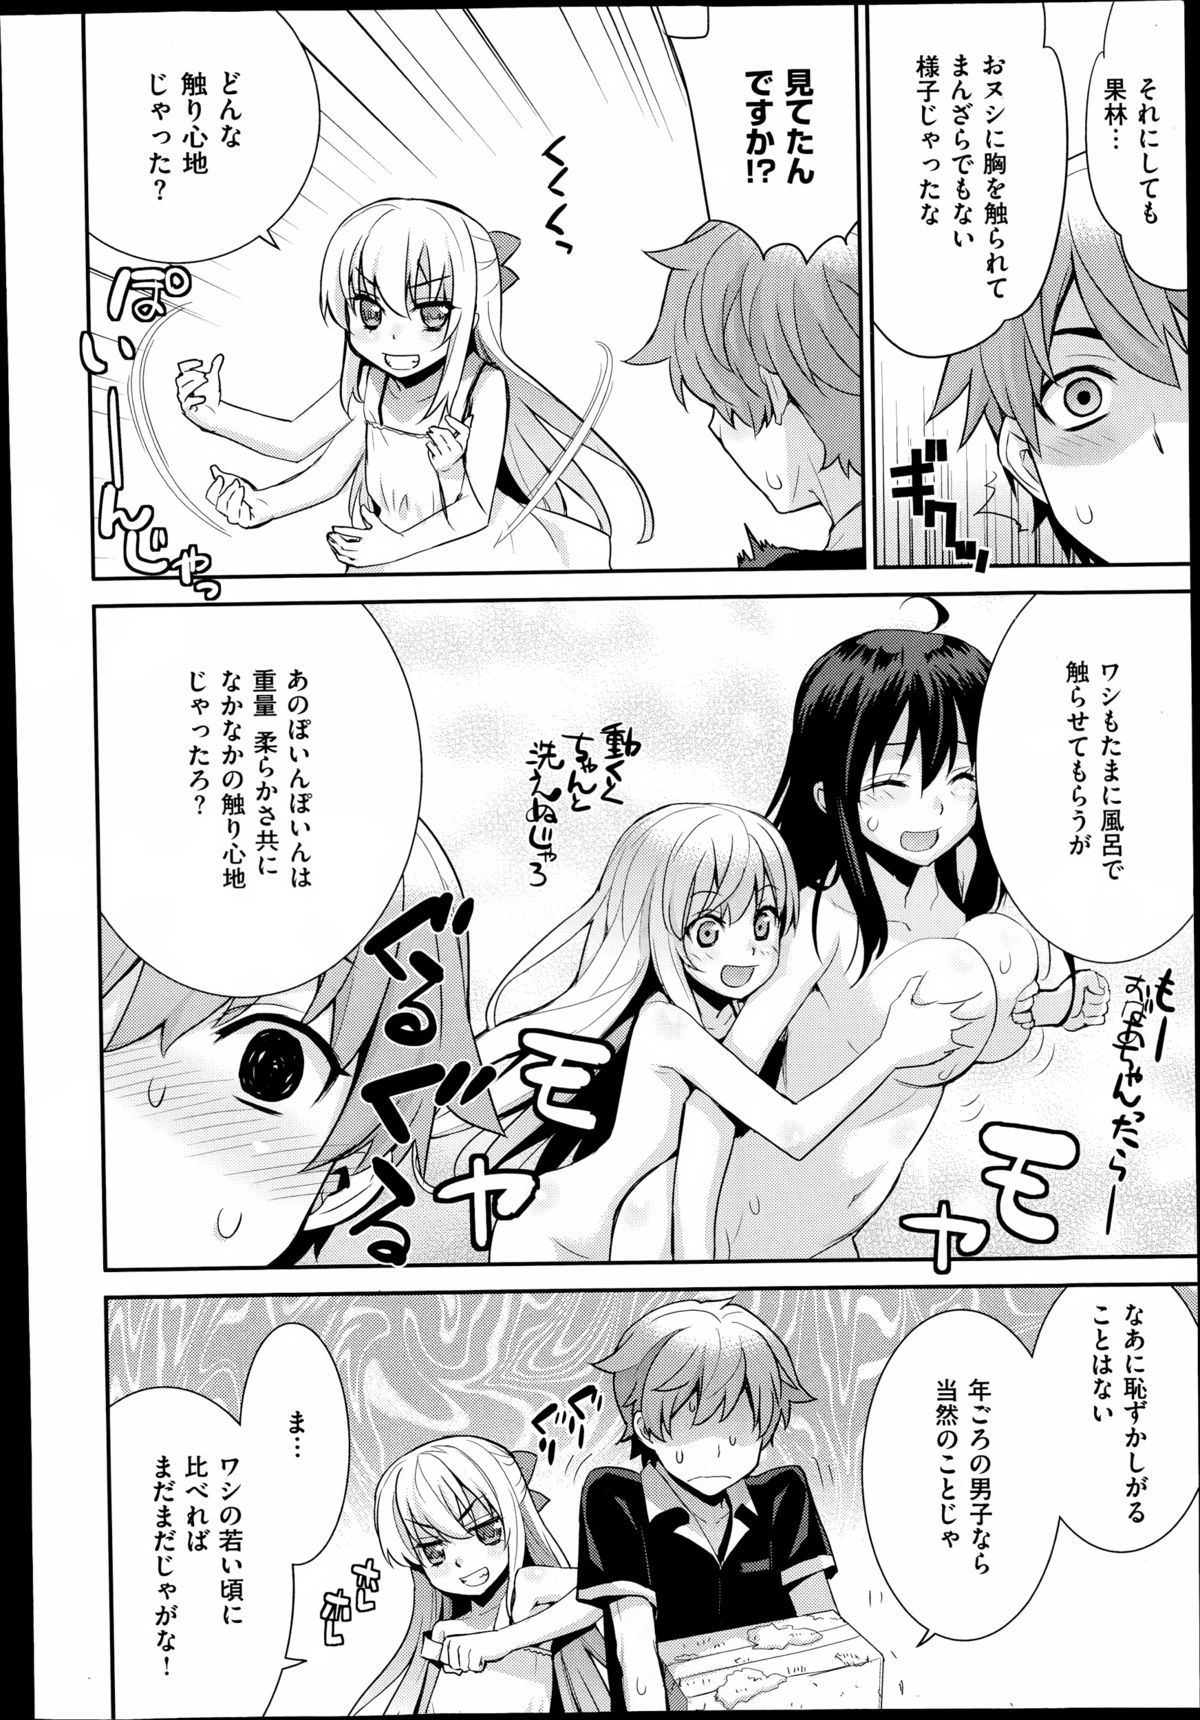 それにしても
果林…
おヌシに胸を触られて
まんざらでもない
様子じゃったな
ギクッ
見てたん
ですか!?
どんな
触り心地
じゃった?
ぽいーんじゃっ
ワシもたまに風呂で
触らせてもらうが
もー
おばあちゃんったらー
動くと
ちゃんと
洗えぬじゃろ
モヤ
モヤ
あのぽいんぽいんは
重量 柔らかさ共に
なかなかの触り心地
じゃったろ?
ぐるぐる
なあに恥ずかしがる
ことはない
年ごろの男子なら
当然のことじゃ
ま…
ワシの若い頃に
比べれば
まだまだじゃがな!
ホレ
ホレ